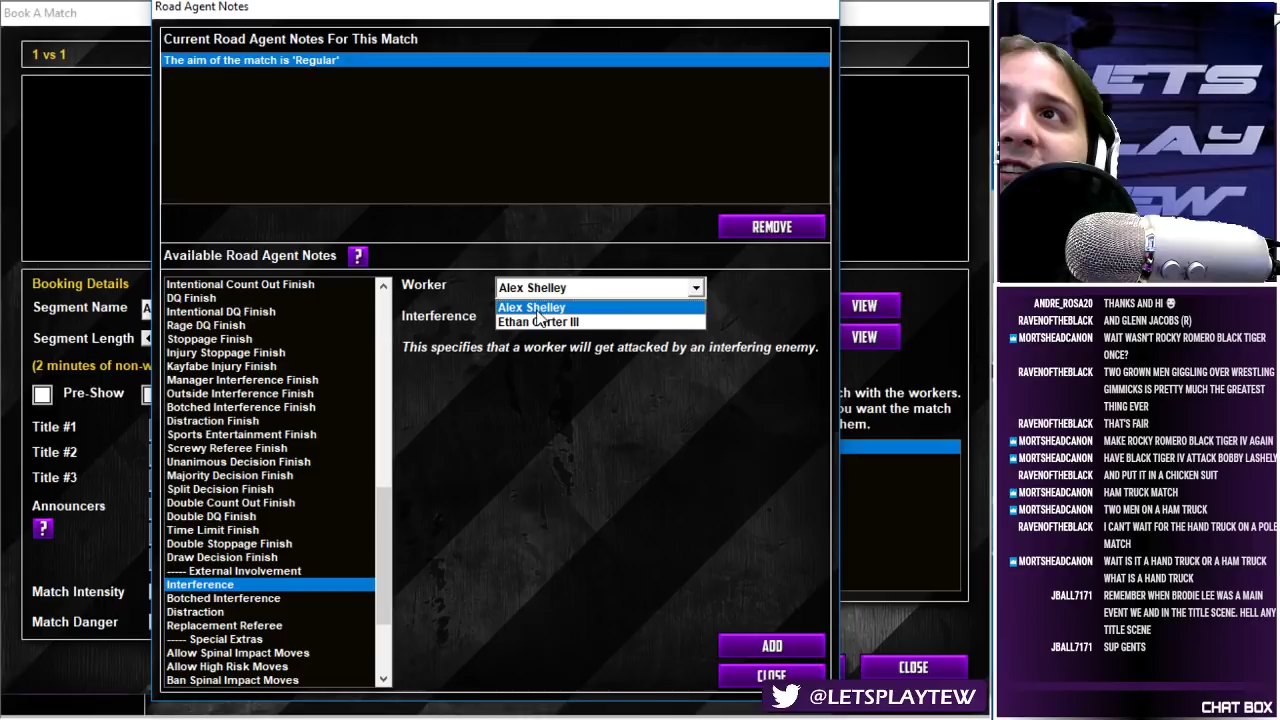 Book A Match
Road Agent Notes
Current Road Agent Notes For This Match
1 vs 1
The aim of the match is 'Regular'
REMOVE
Available Road Agent Notes
?
Intentional Count Out Finish
DQ Finish
Intentional DQ Finish
Rage DQ Finish
Stoppage Finish
Injury Stoppage Finish
Kayfabe Injury Finish
Manager Interference Finish
Outside Interference Finish
Botched Interference Finish
Distraction Finish
Sports Entertainment Finish
Screwy Referee Finish
Unanimous Decision Finish
Majority Decision Finish
Split Decision Finish
Double Count Out Finish
Double DQ Finish
Time Limit Finish
Double Stoppage Finish
Draw Decision Finish
----- External Involvement
Interference
Botched Interference
Distraction
Replacement Referee
----- Special Extras
Allow Spinal Impact Moves
Allow High Risk Moves
Ban Spinal Impact Moves
Worker
Alex Shelley
Alex Shelley
Interference
Ethan Carter III
This specifies that a worker will get attacked by an interfering enemy.
ADD
CLOSE
Booking Details
Segment Name
A
Segment Length
(2 minutes of non-w
Pre-Show
Title #1
Title #2
Title #3
Announcers
?
Match Intensity
Match Danger
VIEW
VIEW
ch with the workers.
ou want the match
hem.
CLOSE
@LETSPLAYTEW
LETS
LAY
TEW
ANDRE_ROSA20 THANKS AND HI
RAVENOFTHEBLACK AND GLENN JACOBS (R)
MORTSHEADCANON WAIT WASN'T ROCKY ROMERO BLACK TIGER
ONCE?
RAVENOFTHEBLACK TWO GROWN MEN GIGGLING OVER WRESTLING
GIMMICKS IS PRETTY MUCH THE GREATEST
THING EVER
RAVENOFTHEBLACK THAT'S FAIR
MORTSHEADCANON MAKE ROCKY ROMERO BLACK TIGER IV AGAIN
MORTSHEADCANON HAVE BLACK TIGER IV ATTACK BOBBY LASHELY
RAVENOFTHEBLACK AND PUT IT IN A CHICKEN SUIT
MORTSHEADCANON HAM TRUCK MATCH
MORTSHEADCANON TWO MEN ON A HAM TRUCK
RAVENOFTHEBLACK I CAN'T WAIT FOR THE HAND TRUCK ON A POLE
MATCH
MORTSHEADCANON WAIT IS IT A HAND TRUCK OR A HAM TRUCK
WHAT IS A HAND TRUCK
JBALL7171 REMEMBER WHEN BRODIE LEE WAS A MAIN
EVENT WE AND IN THE TITLE SCENE. HELL ANY
TITLE SCENE
JBALL7171 SUP GENTS
CHAT BOX